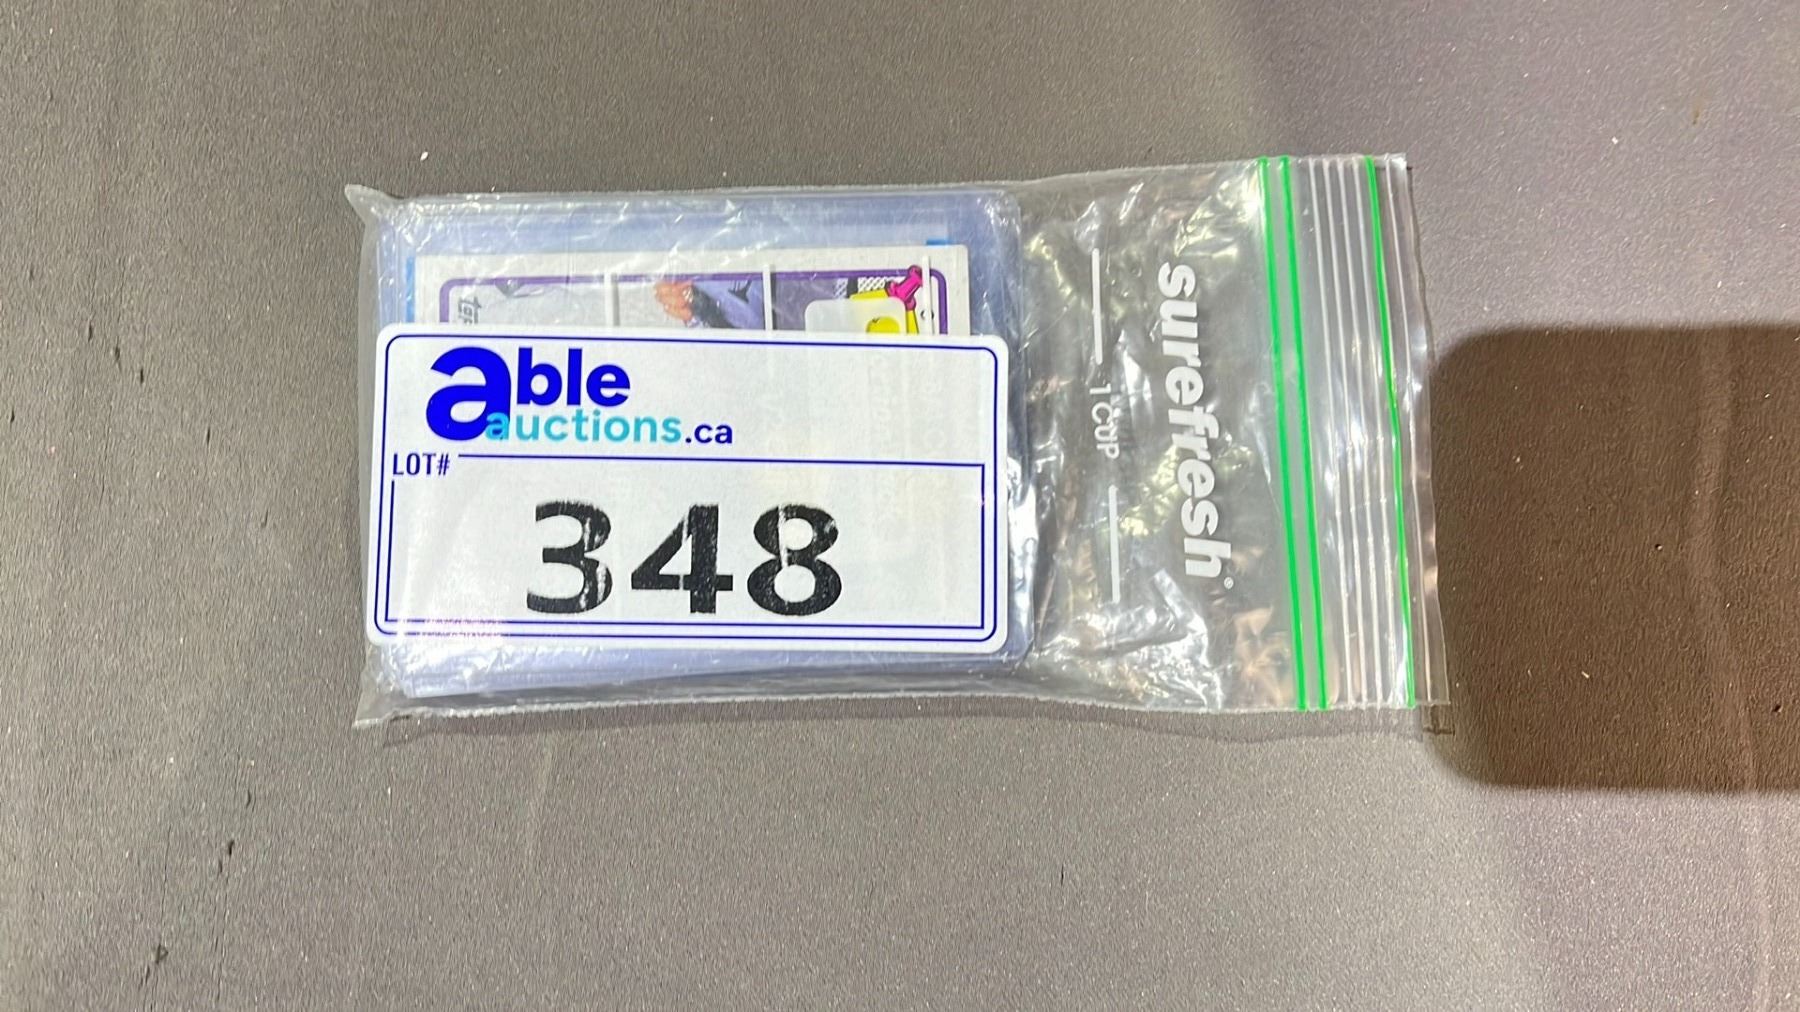 able
auctions.ca
LOT#
348
1 CUP
surefresh®